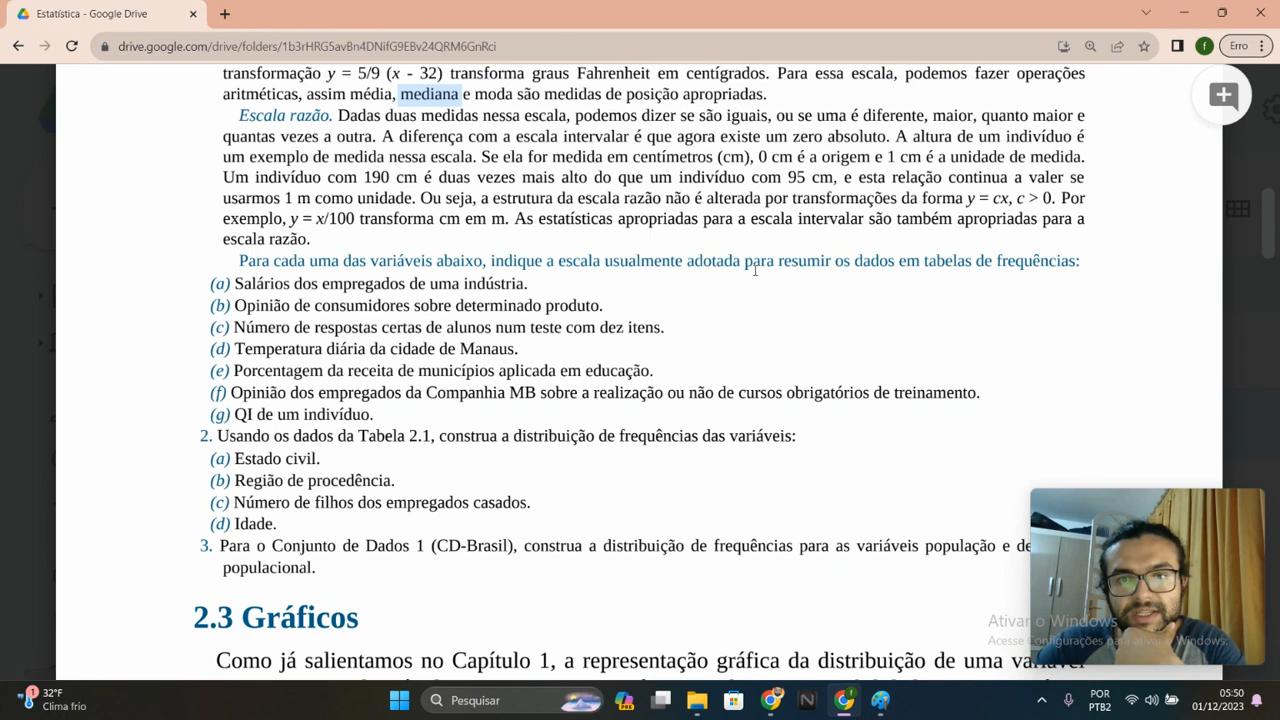 Estatística - Google Drive
drive.google.com/drive/folders/1b3rHRG5avBn4DNifG9EBv24QRM6GnRci
f
Erro
transformação y = 5/9 (x - 32) transforma graus Fahrenheit em centígrados. Para essa escala, podemos fazer operações
aritméticas, assim média, mediana e moda são medidas de posição apropriadas.
Escala razão. Dadas duas medidas nessa escala, podemos dizer se são iguais, ou se uma é diferente, maior, quanto maior e
quantas vezes a outra. A diferença com a escala intervalar é que agora existe um zero absoluto. A altura de um indivíduo é
um exemplo de medida nessa escala. Se ela for medida em centímetros (cm), 0 cm é a origem e 1 cm é a unidade de medida.
Um indivíduo com 190 cm é duas vezes mais alto do que um indivíduo com 95 cm, e esta relação continua a valer se
usarmos 1 m como unidade. Ou seja, a estrutura da escala razão não é alterada por transformações da forma y = cx, c > 0. Por
exemplo, y = x/100 transforma cm em m. As estatísticas apropriadas para a escala intervalar são também apropriadas para a
escala razão.
Para cada uma das variáveis abaixo, indique a escala usualmente adotada para resumir os dados em tabelas de frequências:
(a) Salários dos empregados de uma indústria.
(b) Opinião de consumidores sobre determinado produto.
(c) Número de respostas certas de alunos num teste com dez itens.
(d) Temperatura diária da cidade de Manaus.
(e) Porcentagem da receita de municípios aplicada em educação.
(f) Opinião dos empregados da Companhia MB sobre a realização ou não de cursos obrigatórios de treinamento.
(g) QI de um indivíduo.
2. Usando os dados da Tabela 2.1, construa a distribuição de frequências das variáveis:
(a) Estado civil.
(b) Região de procedência.
(c) Número de filhos dos empregados casados.
(d) Idade.
3. Para o Conjunto de Dados 1 (CD-Brasil), construa a distribuição de frequências para as variáveis população e de
populacional.
2.3 Gráficos
Como já salientamos no Capítulo 1, a representação gráfica da distribuição de uma variável
Ativar o Windows
Acesse Configurações para ativar o Windows.
1
32°F
Clima frio
Pesquisar
POR
PTB2
05:50
01/12/2023